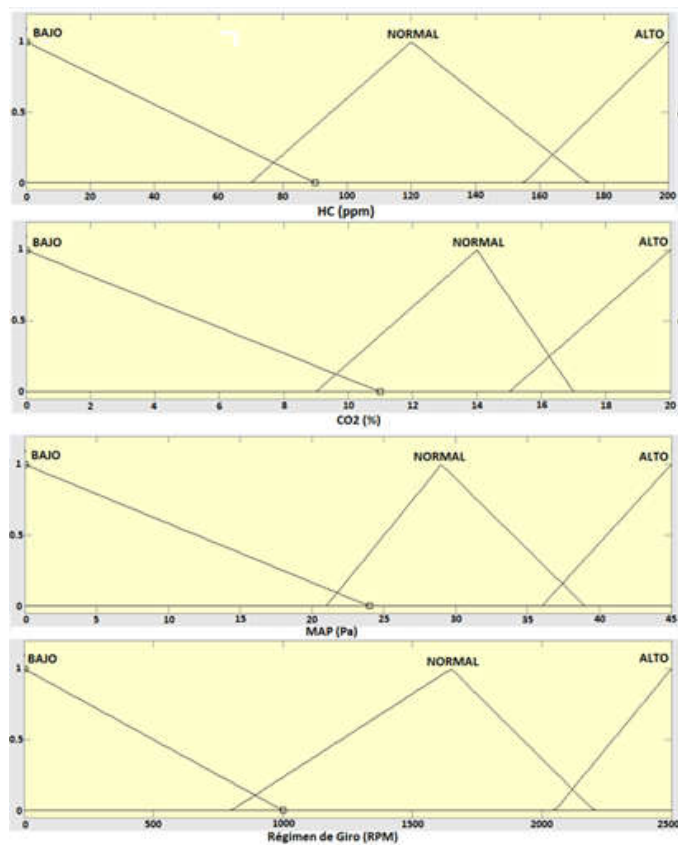 BAJO NORMAL ALTO
1
0.5
0
0 20 40 60 80 100 120 140 160 180 200
HC (ppm)
BAJO NORMAL ALTO
1
0.5
0
0 2 4 6 8 10 12 14 16 18 20
CO2 (%)
BAJO NORMAL ALTO
1
0.5
0
0 5 10 15 20 25 30 35 40 45
MAP (Pa)
BAJO NORMAL ALTO
1
0.5
0
0 500 1000 1500 2000 2500
Régimen de Giro (RPM)